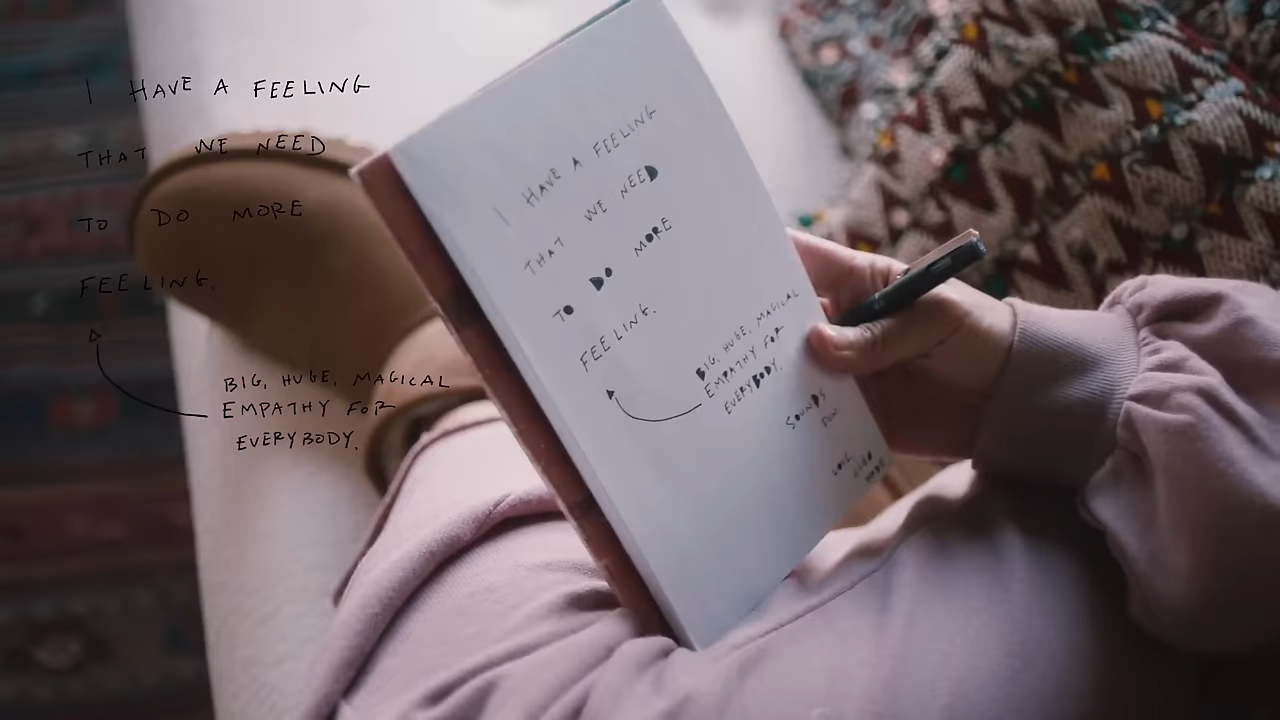 I HAVE A FEELING
THAT WE NEED
TO DO MORE
FEELING.
BIG, HUGE, MAGICAL
EMPATHY FOR
EVERYBODY.
I HAVE A FEELING
THAT WE NEED
TO DO MORE
FEELING.
BIG, HUGE, MAGICAL
EMPATHY FOR
EVERYBODY.
SOUNDS
FUN
LOVE